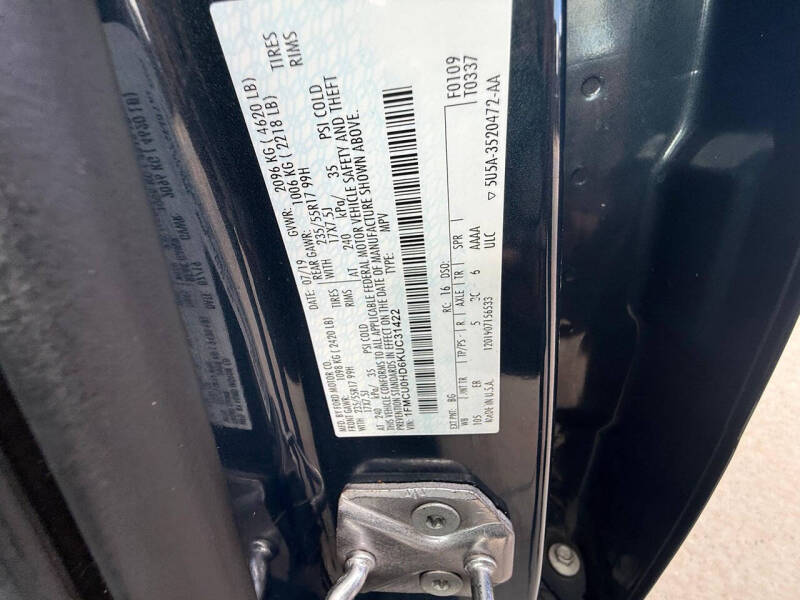 MFD. BY FORD MOTOR CO.
DATE: 07/19 GVWR: 2096 KG ( 4620 LB)
FRONT GAWR: 1098 KG (2420 LB) REAR GAWR: 1006 KG ( 2218 LB)
235/55R17 99H WITH 235/55R17 99H TIRES
17X7.5J RIMS 17X7.5J RIMS
AT 240 kPa/ 35 PSI COLD AT 240 kPa/ 35 PSI COLD
THIS VEHICLE CONFORMS TO ALL APPLICABLE FEDERAL MOTOR VEHICLE SAFETY AND THEFT
PREVENTION STANDARDS IN EFFECT ON THE DATE OF MANUFACTURE SHOWN ABOVE.
VIN: 1FMCU0HD6KUC31422 TYPE: MPV
F0109
T0337
EXT PNT: BG RC: 16 DSO:
WB I./NT TR TP/PS R AXLE TR SPR
105 EB 5 2C 6 AAAA
MADE IN U.S.A. 1201907156533 ULC
5U5A-3520472-AA